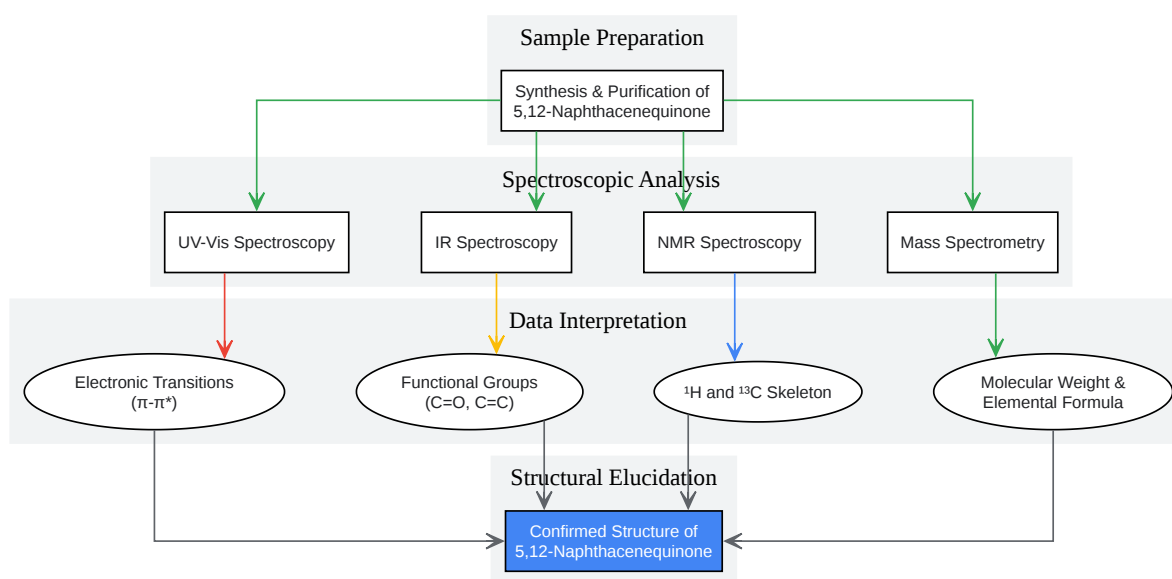 Sample Preparation
Synthesis & Purification of
5,12-Naphthacenequinone
Spectroscopic Analysis
UV-Vis Spectroscopy
IR Spectroscopy
NMR Spectroscopy
Mass Spectrometry
Data Interpretation
Electronic Transitions
(π-π*)
Functional Groups
(C=O, C=C)
¹H and ¹³C Skeleton
Molecular Weight &
Elemental Formula
Structural Elucidation
Confirmed Structure of
5,12-Naphthacenequinone